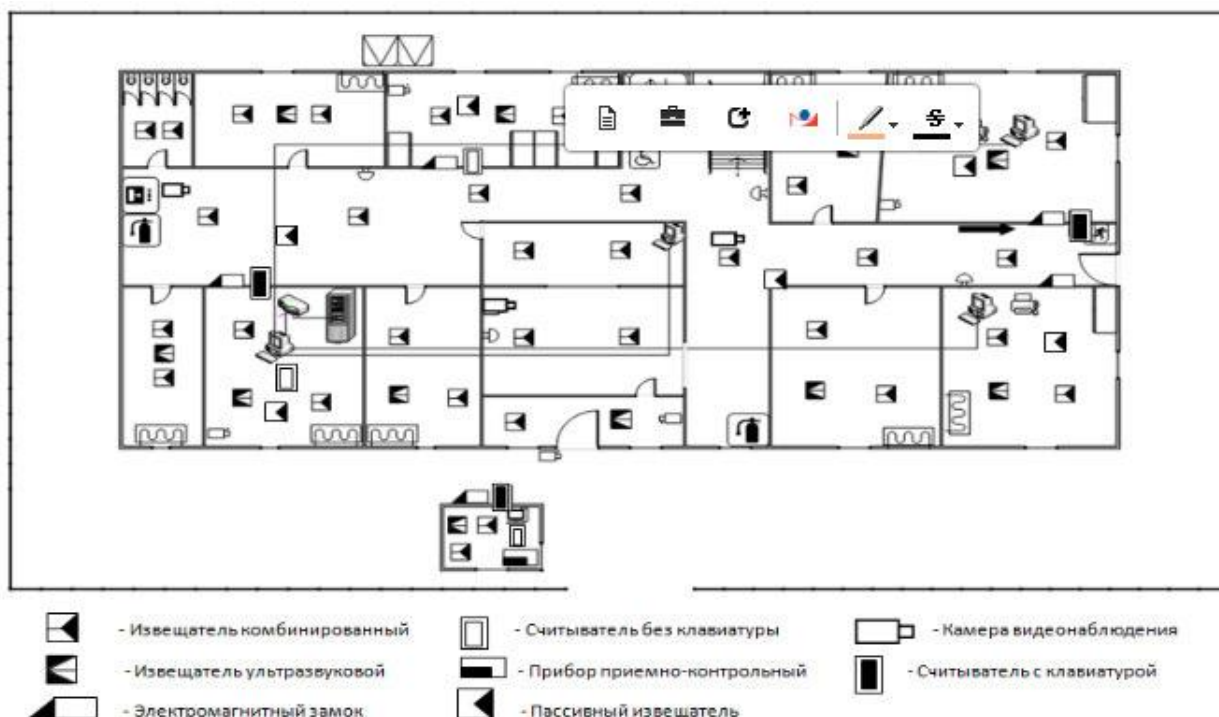 - Извещатель комбинированный
- Считыватель без клавиатуры
- Камера видеонаблюдения
- Извещатель ультразвуковой
- Прибор приемно-контрольный
- Считыватель с клавиатурой
- Электромагнитный замок
- Пассивный извещатель